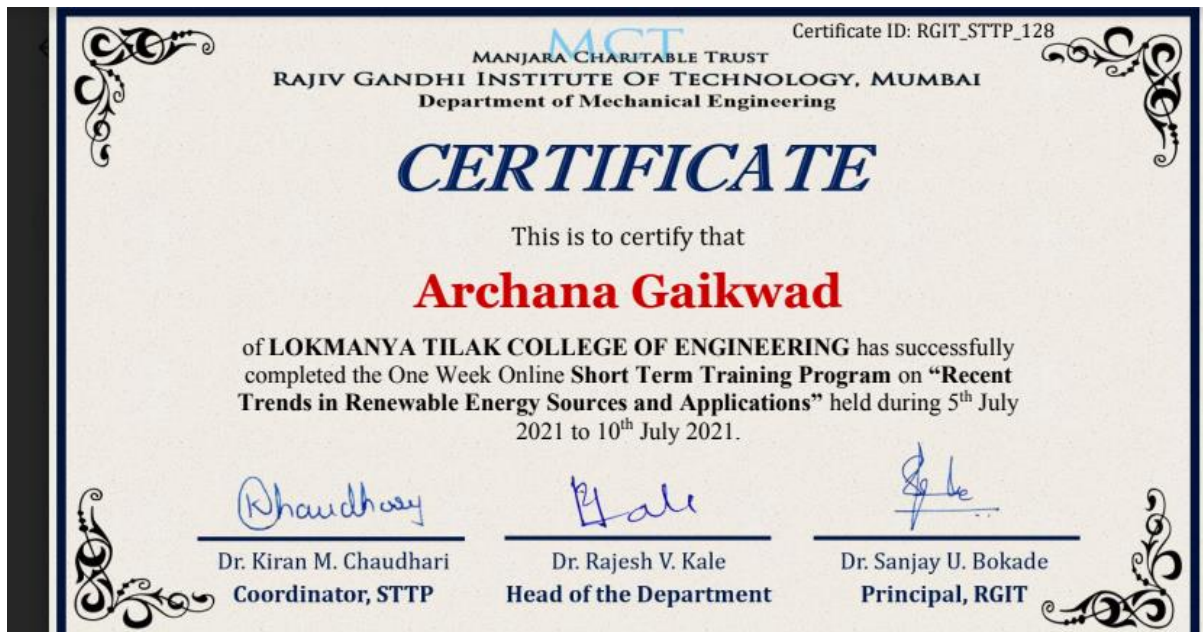 Certificate ID: RGIT_STTP_128
MCT
MANJARA CHARITABLE TRUST
RAJIV GANDHI INSTITUTE OF TECHNOLOGY, MUMBAI
Department of Mechanical Engineering
CERTIFICATE
This is to certify that
Archana Gaikwad
of LOKMANYA TILAK COLLEGE OF ENGINEERING has successfully
completed the One Week Online Short Term Training Program on “Recent
Trends in Renewable Energy Sources and Applications” held during 5th July
2021 to 10th July 2021.
KChaudhary
Dr. Kiran M. Chaudhari
Coordinator, STTP
Dr. Rajesh V. Kale
Head of the Department
Dr. Sanjay U. Bokade
Principal, RGIT